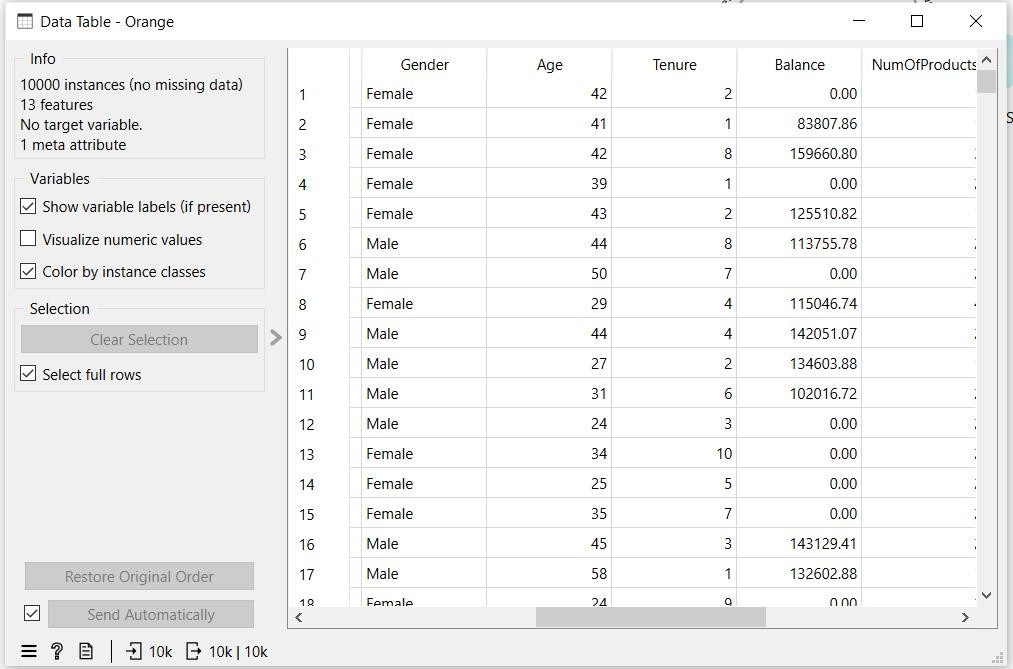 Data Table - Orange
Info
10000 instances (no missing data)
13 features
No target variable.
1 meta attribute
Variables
Show variable labels (if present)
Visualize numeric values
Color by instance classes
Selection
Clear Selection
Select full rows
Restore Original Order
Send Automatically
10k 10k | 10k
Gender Age Tenure Balance NumOfProducts
1 Female 42 2 0.00
2 Female 41 1 83807.86
3 Female 42 8 159660.80
4 Female 39 1 0.00
5 Female 43 2 125510.82
6 Male 44 8 113755.78
7 Male 50 7 0.00
8 Female 29 4 115046.74
9 Male 44 4 142051.07
10 Male 27 2 134603.88
11 Male 31 6 102016.72
12 Male 24 3 0.00
13 Female 34 10 0.00
14 Female 25 5 0.00
15 Female 35 7 0.00
16 Male 45 3 143129.41
17 Male 58 1 132602.88
18 Female 24 9 0.00